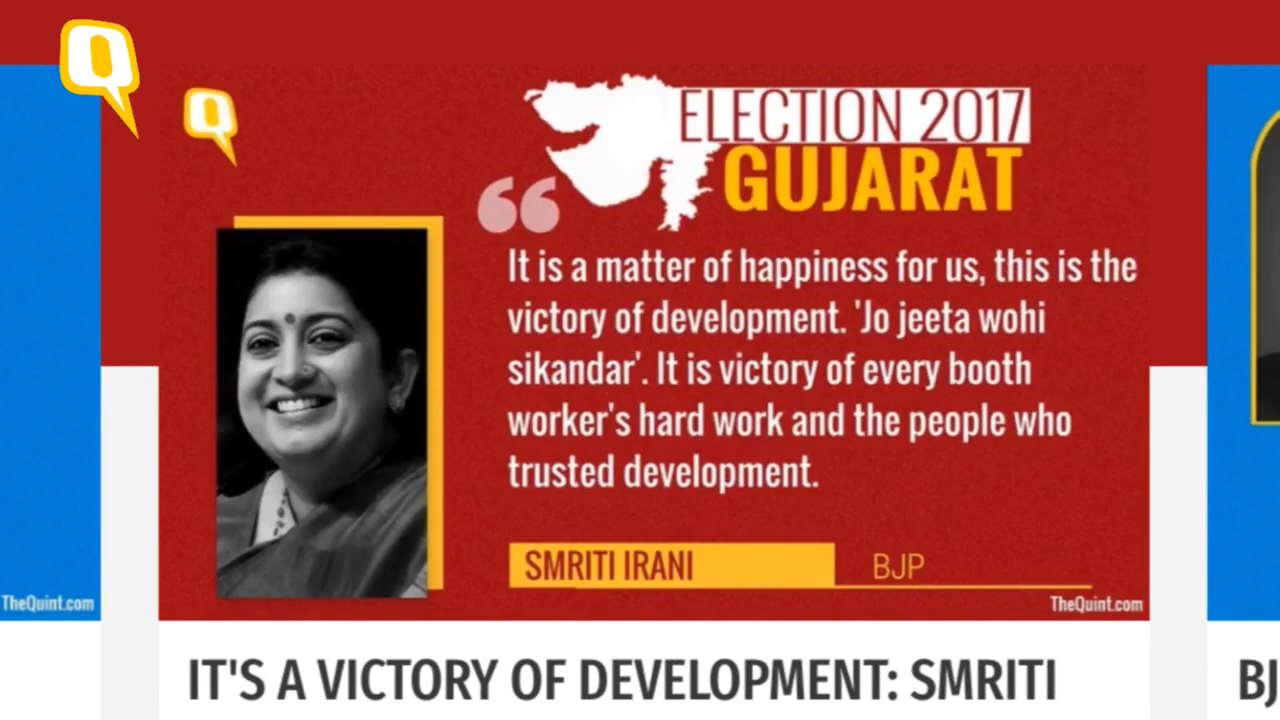 ELECTION 2017
GUJARAT
“
It is a matter of happiness for us, this is the
victory of development. 'Jo jeeta wohi
sikandar'. It is victory of every booth
worker's hard work and the people who
trusted development.
SMRITI IRANI BJP
TheQuint.com
TheQuint.com
IT'S A VICTORY OF DEVELOPMENT: SMRITI
BJ